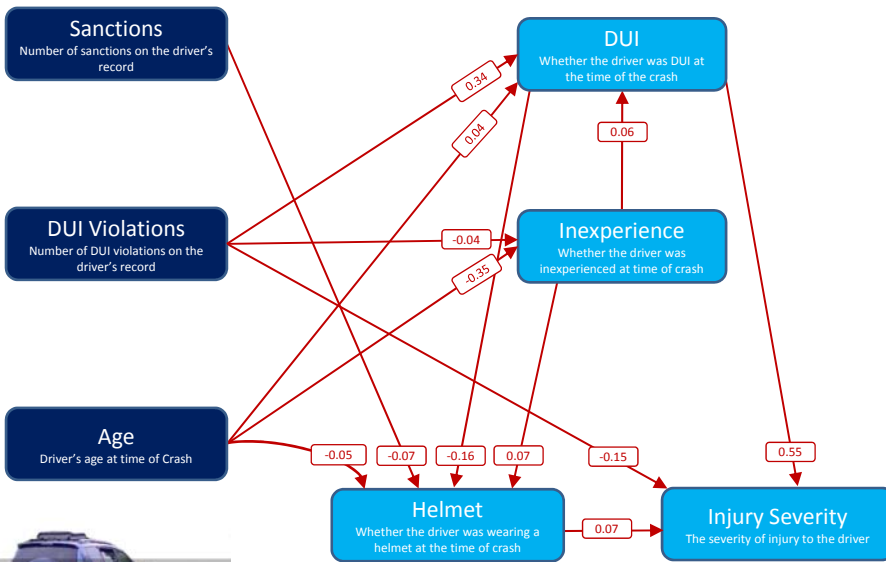 Sanctions
Number of sanctions on the driver's
record
DUI
Whether the driver was DUI at
the time of the crash
0.34
0.04
0.06
DUI Violations
Number of DUI violations on the
driver's record
-0.04
Inexperience
Whether the driver was
inexperienced at time of crash
-0.35
Age
Driver's age at time of Crash
-0.05
-0.07
-0.16
0.07
-0.15
0.55
Helmet
Whether the driver was wearing a
helmet at the time of crash
0.07
Injury Severity
The severity of injury to the driver